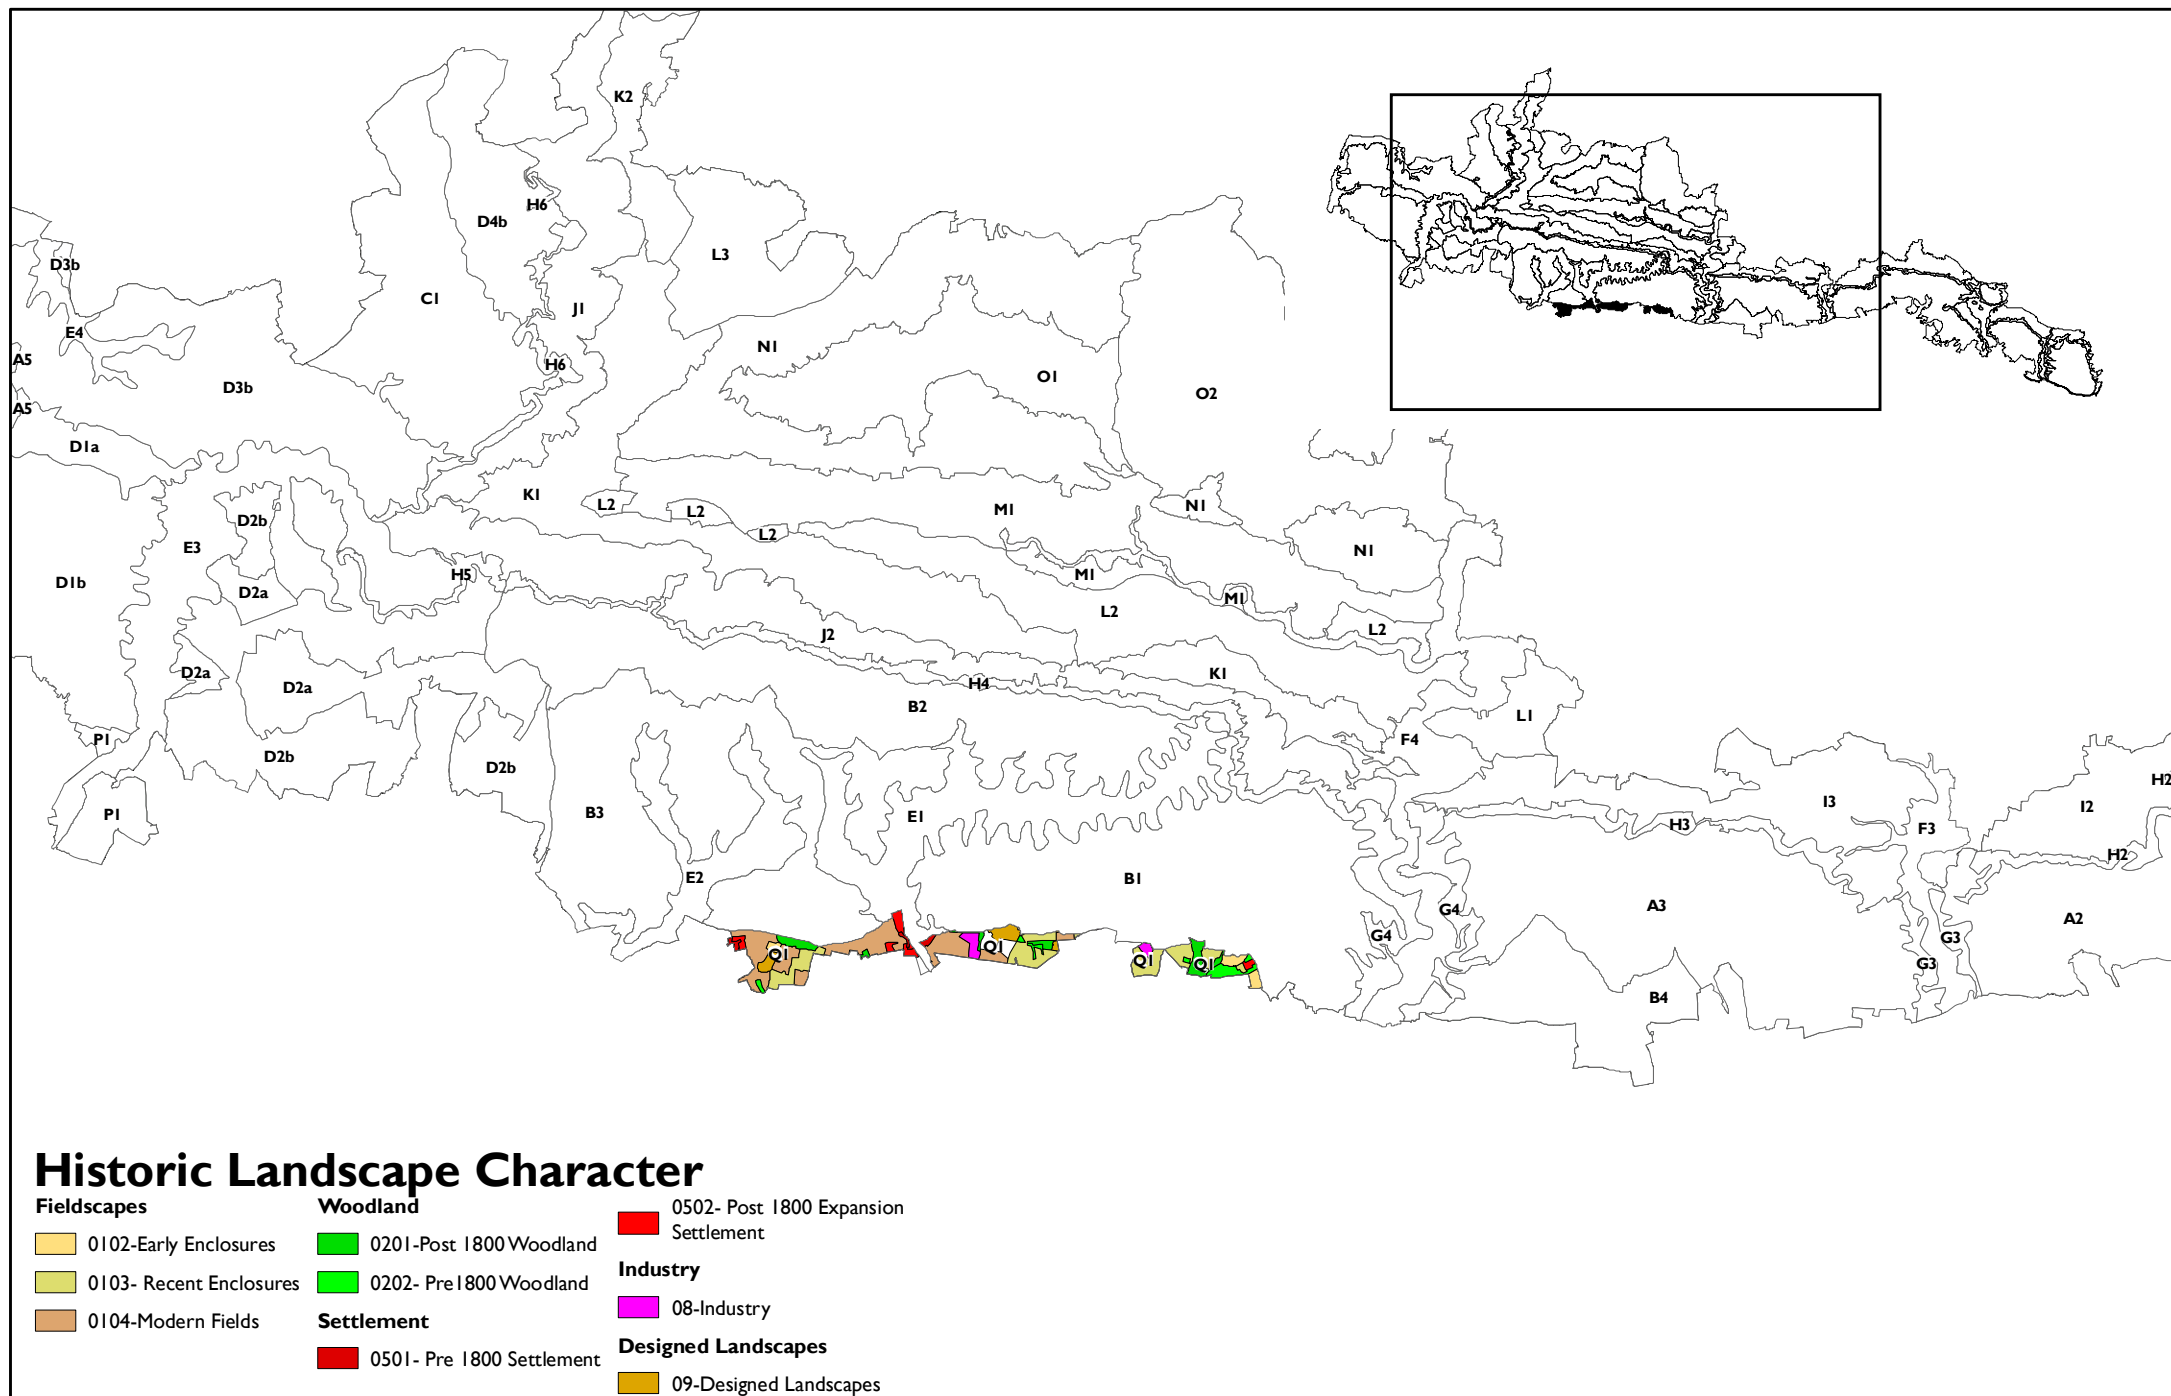 K2
H6
D4b
L3
D3b
C1
J1
E4
N1
A5
H6
O1
D3b
O2
A5
D1a
K1
L2
L2
N1
M1
D2b
L2
E3
N1
H5
M1
D1b
D2a
M1
L2
L2
J2
D2a
K1
D2a
H4
B2
L1
P1
F4
D2b
D2b
H2
I3
I2
P1
B3
E1
H3
F3
H2
E2
B1
A3
G4
A2
G4
G3
Q1
Q1
Q1
Q1
G3
B4
Historic Landscape Character
Fieldscapes
0102-Early Enclosures
0103- Recent Enclosures
0104-Modern Fields
Woodland
0201-Post 1800 Woodland
0202- Pre1800 Woodland
Settlement
0501- Pre 1800 Settlement
0502- Post 1800 Expansion
Settlement
Industry
08-Industry
Designed Landscapes
09-Designed Landscapes